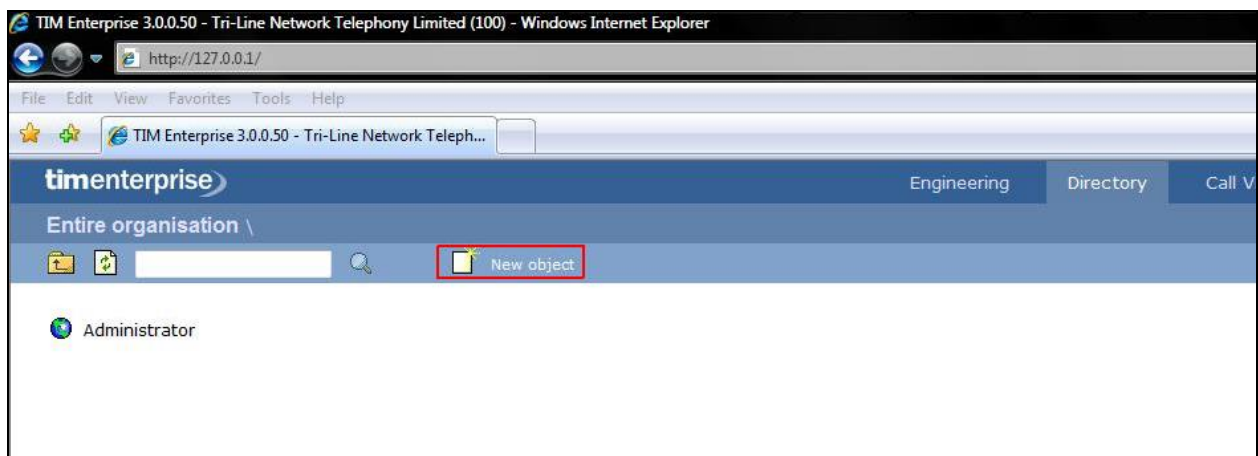 TIM Enterprise 3.0.0.50 - Tri-Line Network Telephony Limited (100) - Windows Internet Explorer
http://127.0.0.1/
File Edit View Favorites Tools Help
TIM Enterprise 3.0.0.50 - Tri-Line Network Teleph...
timenterprise
Engineering Directory Call V
Entire organisation \
New object
Administrator